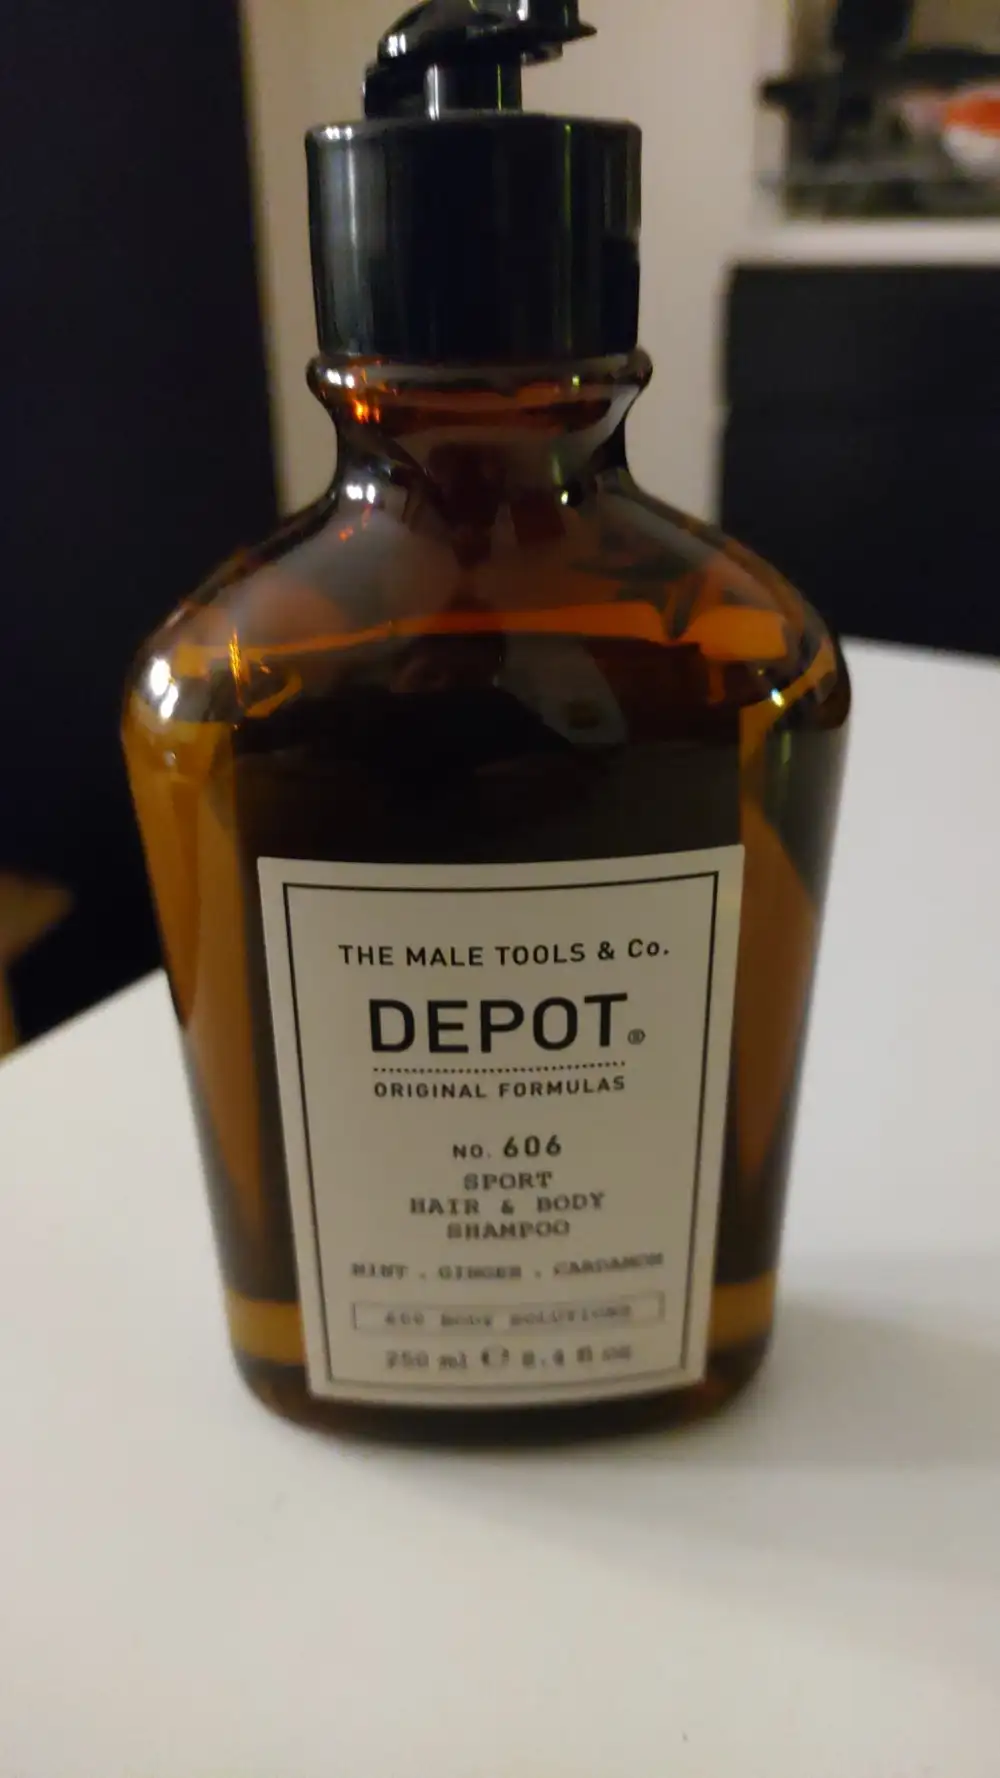 THE MALE TOOLS & Co.
DEPOT®
ORIGINAL FORMULAS
NO. 606
SPORT
HAIR & BODY
SHAMPOO
MINT . GINGER . CARDAMOM
600 BODY SOLUTIONS
250 ml ℮ 8.4 fl oz